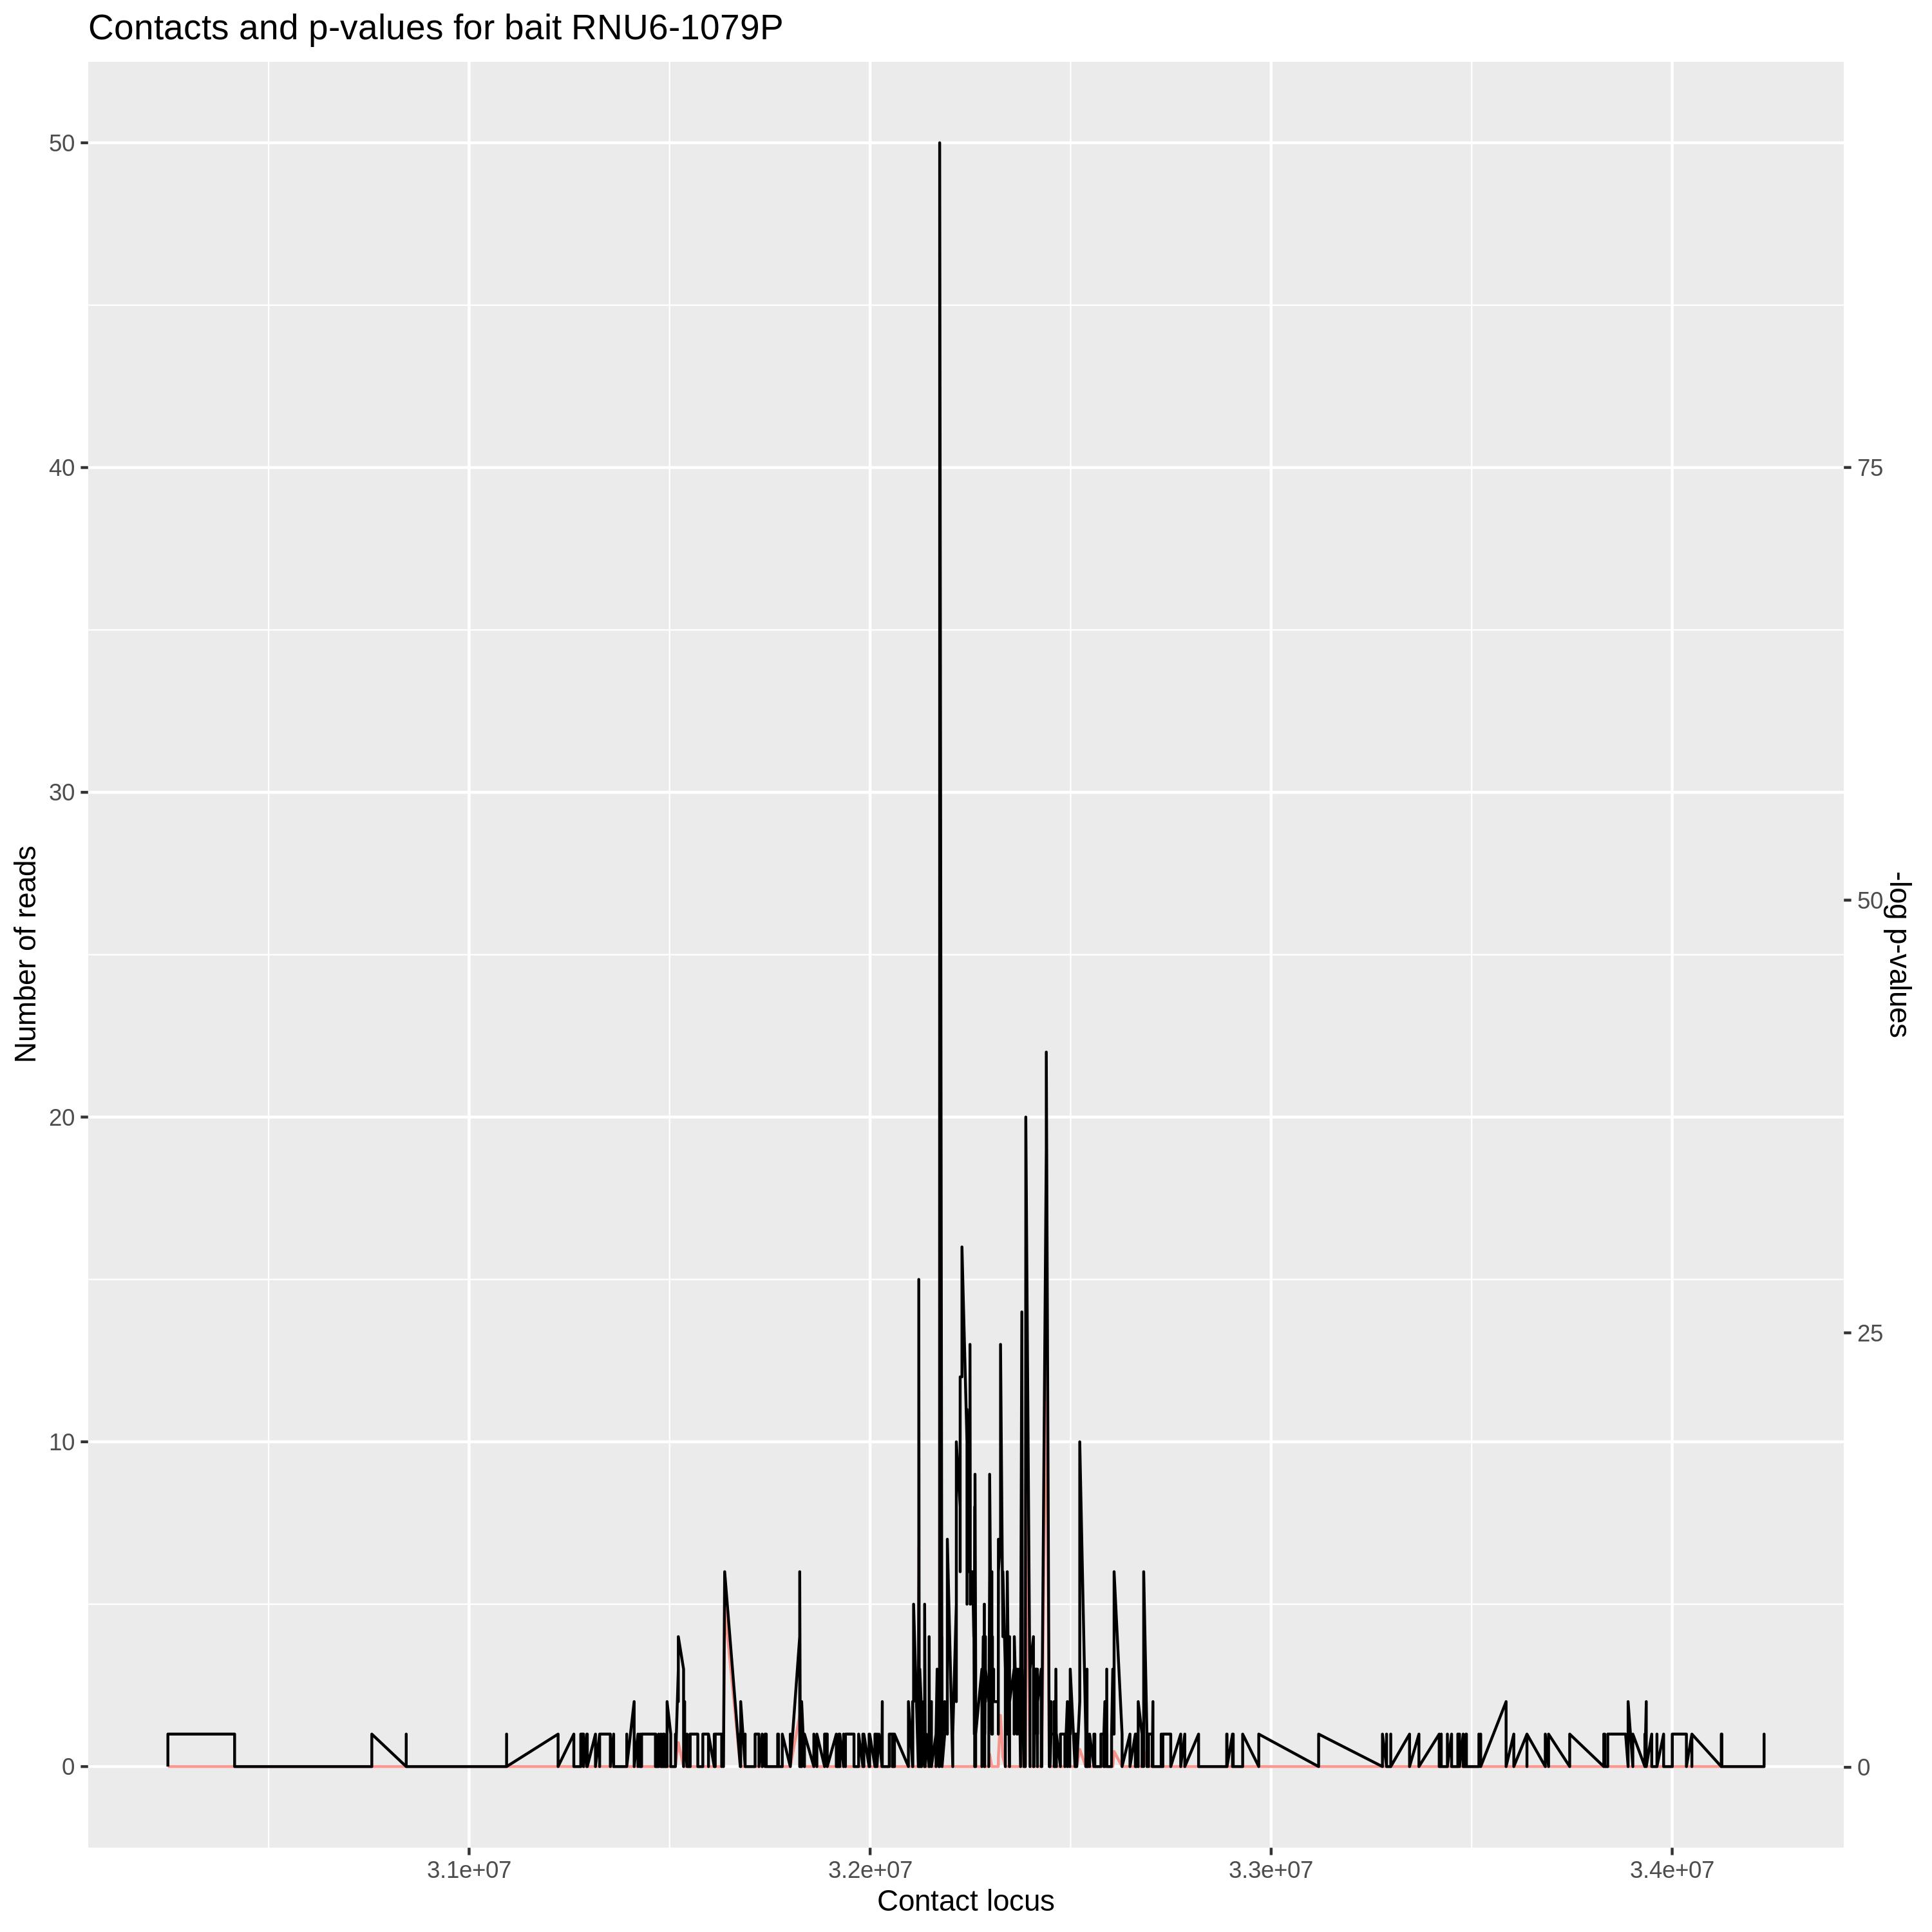 Contacts and p-values for bait RNU6-1079P
50
40
30
20
10
0
Number of reads
75
50
25
0
-log p-values
3.1e+07
3.2e+07
3.3e+07
3.4e+07
Contact locus